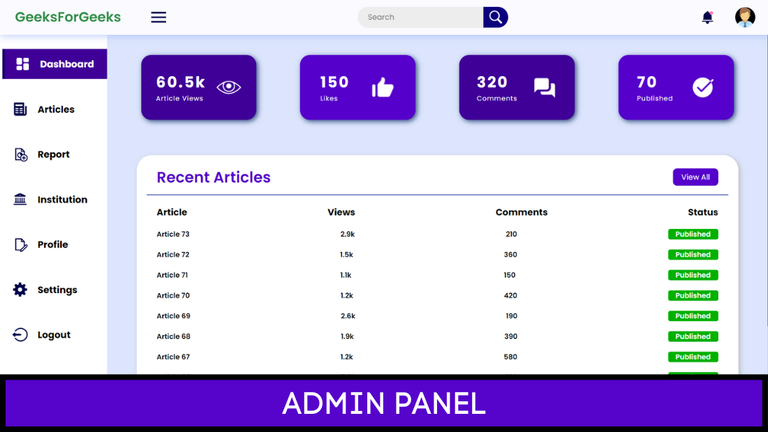 GeeksForGeeks
Search
Dashboard
Articles
Report
Institution
Profile
Settings
Logout
60.5k
Article Views
150
Likes
320
Comments
70
Published
Recent Articles
View All
Article Views Comments Status
Article 73 2.9k 210 Published
Article 72 1.5k 360 Published
Article 71 1.1k 150 Published
Article 70 1.2k 420 Published
Article 69 2.6k 190 Published
Article 68 1.9k 390 Published
Article 67 1.2k 580 Published
ADMIN PANEL